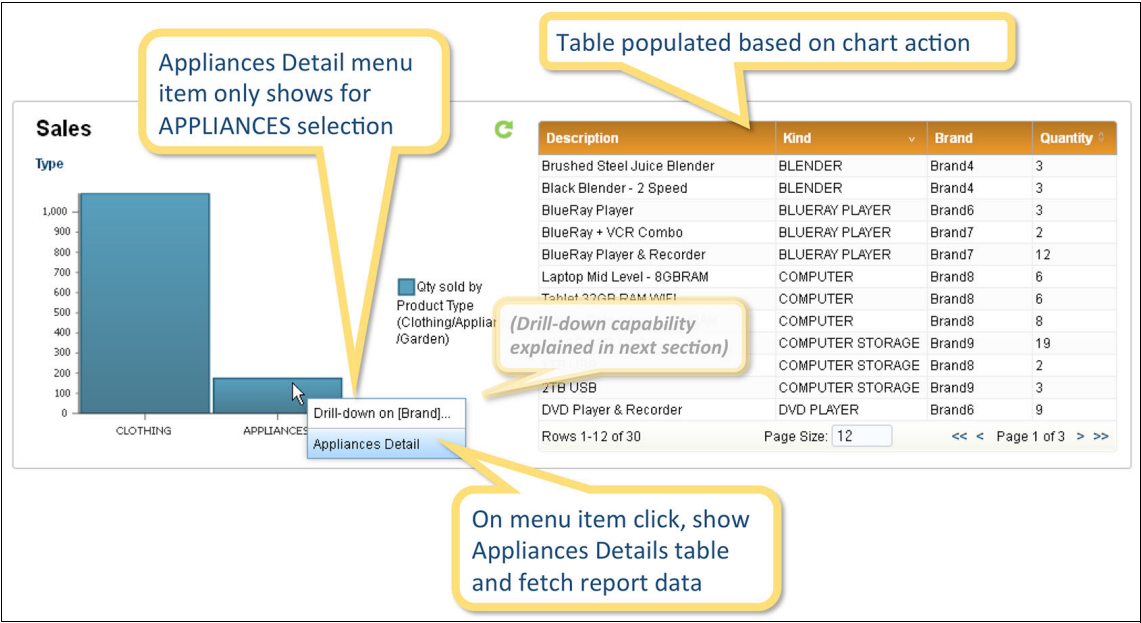 Appliances Detail menu
item only shows for
APPLIANCES selection
Table populated based on chart action
Sales
Type
1,000
900
800
700
600
500
400
300
200
100
0
CLOTHING
APPLIANCES
Qty sold by
Product Type
(Clothing/Applian
/Garden)
Drill-down on [Brand]...
Appliances Detail
(Drill-down capability
explained in next section)
Description Kind Brand Quantity
Brushed Steel Juice Blender BLENDER Brand4 3
Black Blender - 2 Speed BLENDER Brand4 3
BlueRay Player BLUERAY PLAYER Brand6 3
BlueRay + VCR Combo BLUERAY PLAYER Brand7 2
BlueRay Player & Recorder BLUERAY PLAYER Brand7 12
Laptop Mid Level - 8GBRAM COMPUTER Brand8 6
Tablet 32GB RAM WIFI COMPUTER Brand8 6
COMPUTER Brand8 8
COMPUTER STORAGE Brand9 19
COMPUTER STORAGE Brand8 2
2TB USB COMPUTER STORAGE Brand9 3
DVD Player & Recorder DVD PLAYER Brand6 9
Rows 1-12 of 30 Page Size: 12 << < Page 1 of 3 > >>
On menu item click, show
Appliances Details table
and fetch report data